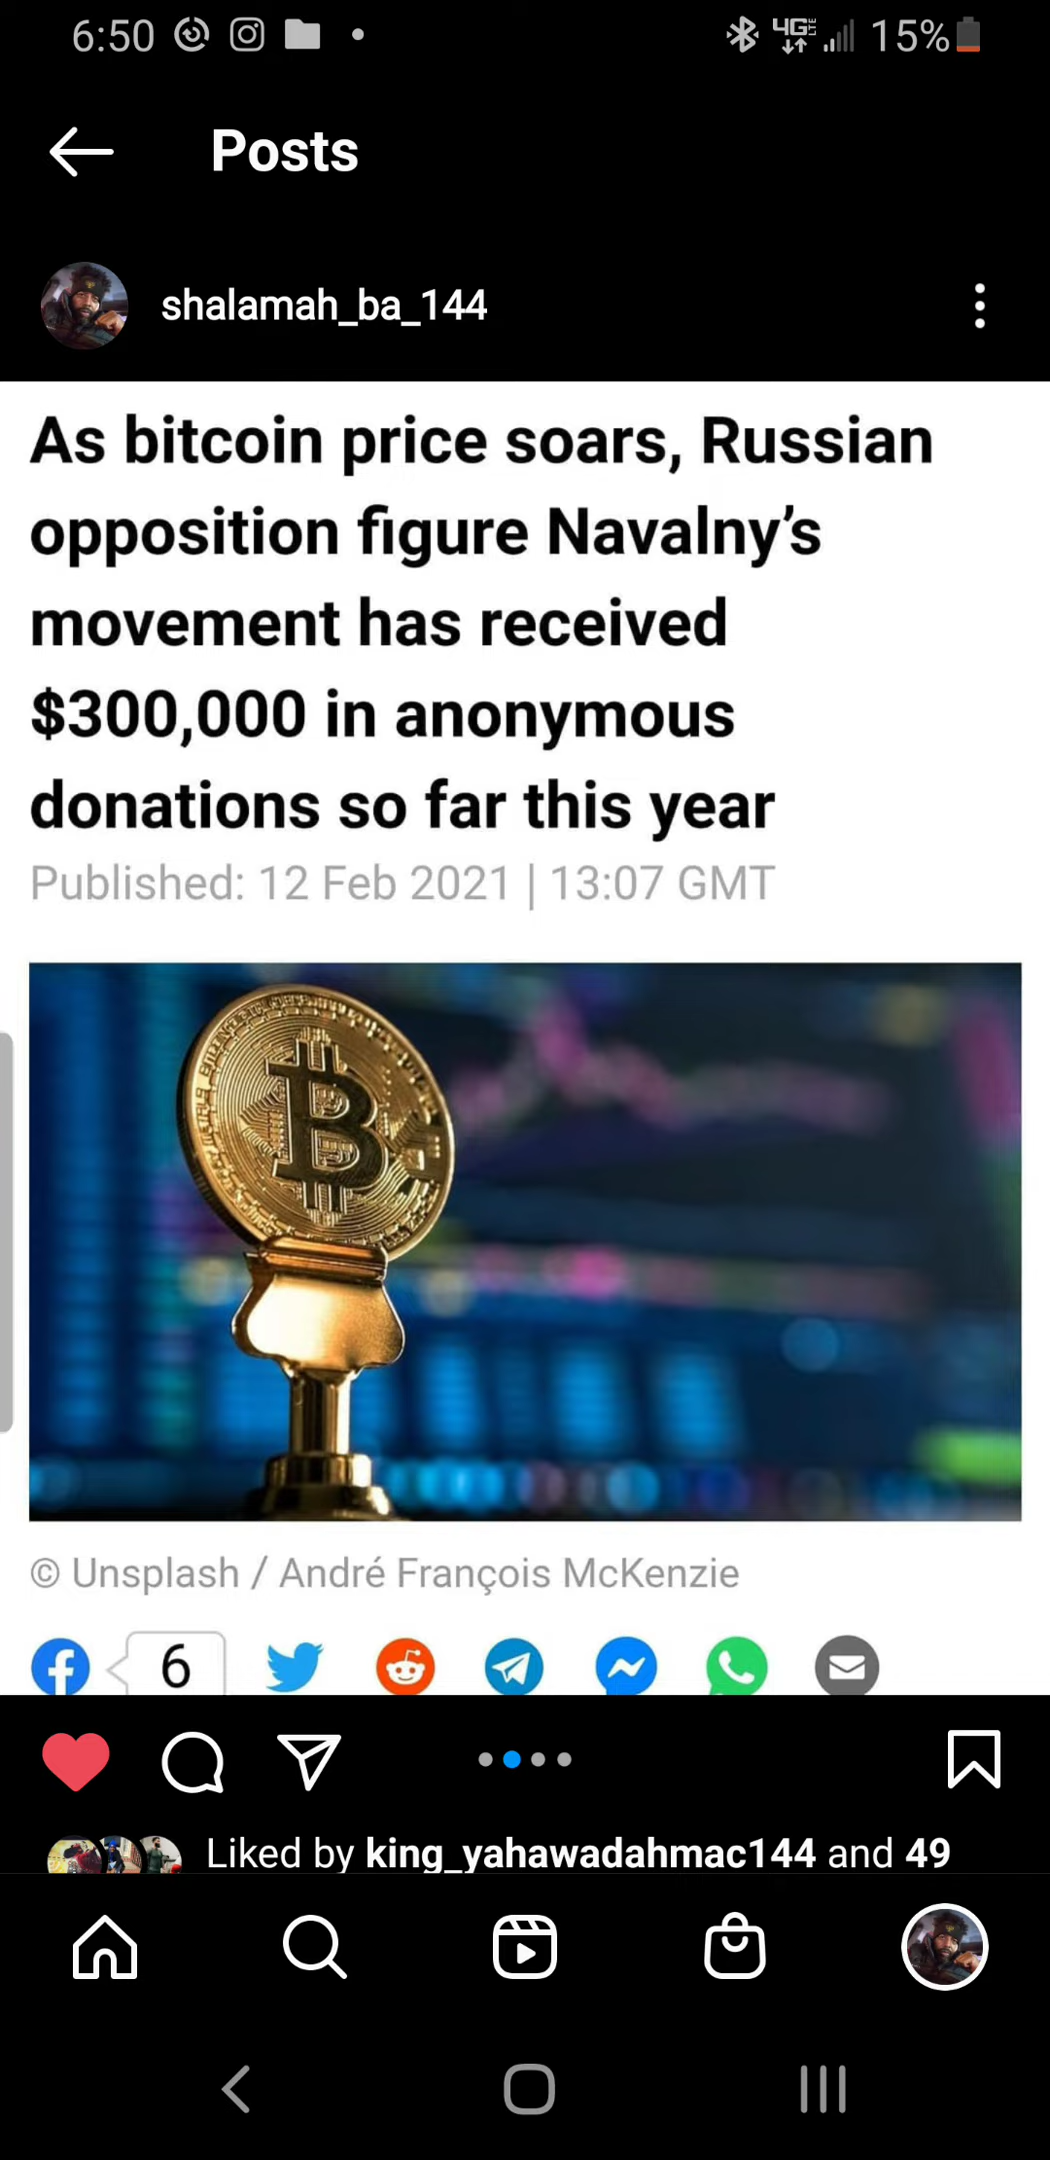 6:50
4G LTE 15%
Posts
shalamah_ba_144
As bitcoin price soars, Russian
opposition figure Navalny’s
movement has received
$300,000 in anonymous
donations so far this year
Published: 12 Feb 2021 | 13:07 GMT
B
© Unsplash / André François McKenzie
6
Liked by king_yahawadahmac144 and 49